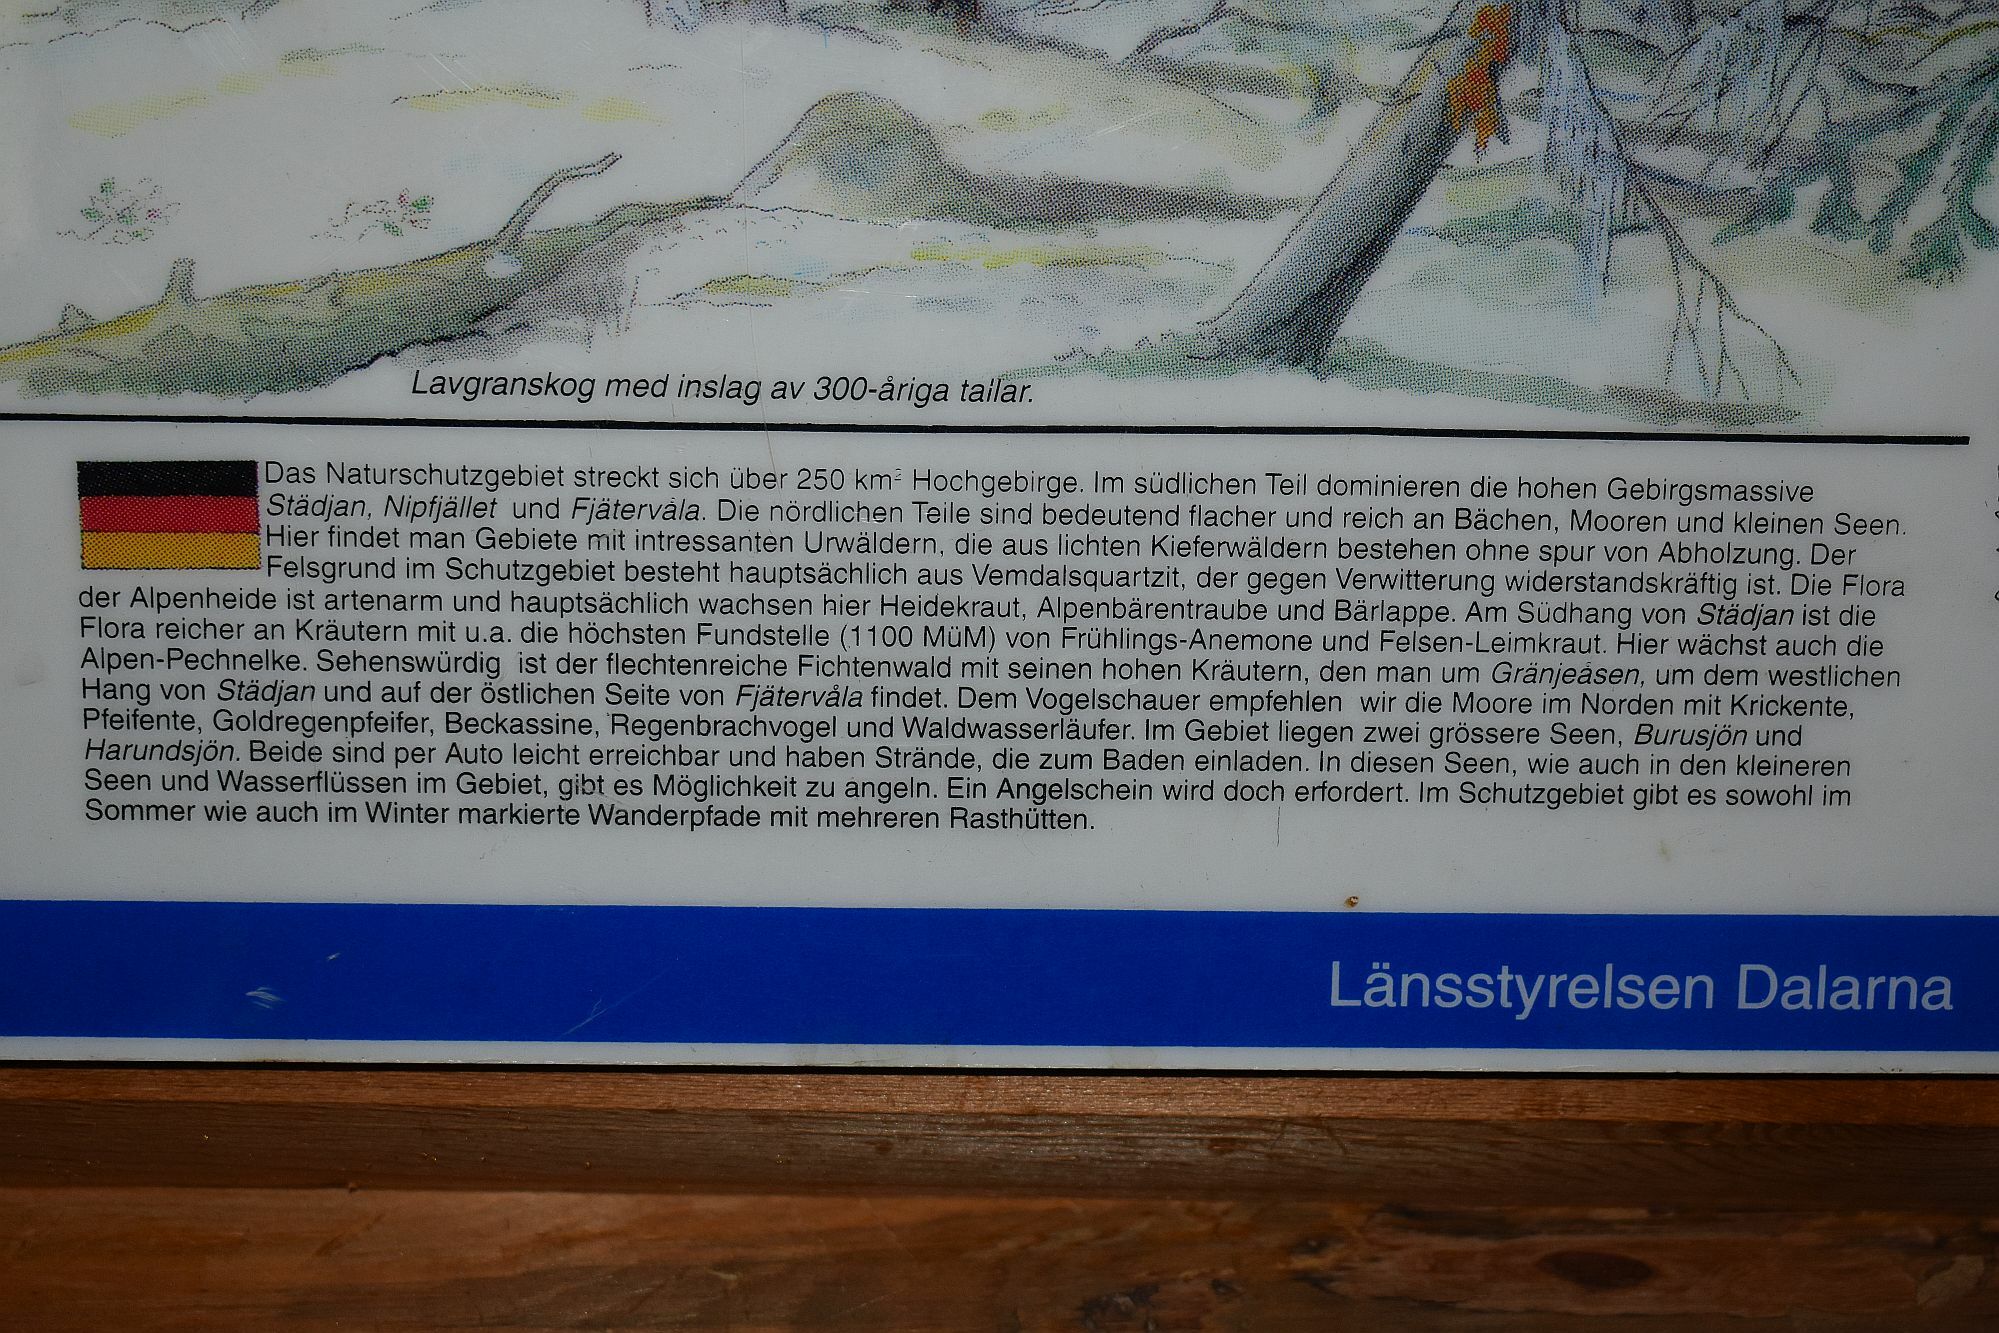 Lavgranskog med inslag av 300-åriga tallar.
Das Naturschutzgebiet streckt sich über 250 km² Hochgebirge. Im südlichen Teil dominieren die hohen Gebirgsmassive
Städjan, Nipfjället und Fjätervåla. Die nördlichen Teile sind bedeutend flacher und reich an Bächen, Mooren und kleinen Seen.
Hier findet man Gebiete mit intressanten Urwäldern, die aus lichten Kieferwäldern bestehen ohne spur von Abholzung. Der
Felsgrund im Schutzgebiet besteht hauptsächlich aus Vemdalsquartzit, der gegen Verwitterung widerstandskräftig ist. Die Flora
der Alpenheide ist artenarm und hauptsächlich wachsen hier Heidekraut, Alpenbärentraube und Bärlappe. Am Südhang von Städjan ist die
Flora reicher an Kräutern mit u.a. die höchsten Fundstelle (1100 MüM) von Frühlings-Anemone und Felsen-Leimkraut. Hier wächst auch die
Alpen-Pechnelke. Sehenswürdig ist der flechtenreiche Fichtenwald mit seinen hohen Kräutern, den man um Gränjeåsen, um dem westlichen
Hang von Städjan und auf der östlichen Seite von Fjätervåla findet. Dem Vogelschauer empfehlen wir die Moore im Norden mit Krickente,
Pfeifente, Goldregenpfeifer, Beckassine, Regenbrachvogel und Waldwasserläufer. Im Gebiet liegen zwei grössere Seen, Burusjön und
Harundsjön. Beide sind per Auto leicht erreichbar und haben Strände, die zum Baden einladen. In diesen Seen, wie auch in den kleineren
Seen und Wasserflüssen im Gebiet, gibt es Möglichkeit zu angeln. Ein Angelschein wird doch erfordert. Im Schutzgebiet gibt es sowohl im
Sommer wie auch im Winter markierte Wanderpfade mit mehreren Rasthütten.
Länsstyrelsen Dalarna